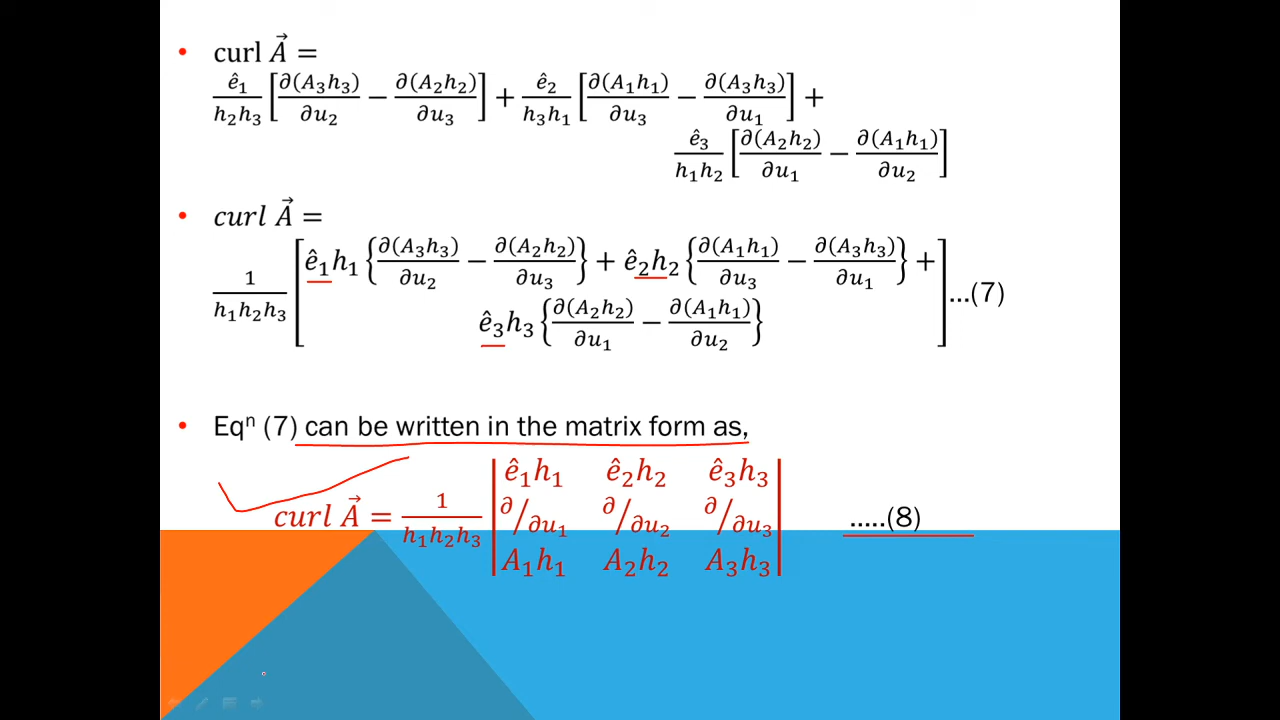 • curl A⃗ =
ê₁/h₂h₃ [∂(A₃h₃)/∂u₂ − ∂(A₂h₂)/∂u₃] + ê₂/h₃h₁ [∂(A₁h₁)/∂u₃ − ∂(A₃h₃)/∂u₁] +
ê₃/h₁h₂ [∂(A₂h₂)/∂u₁ − ∂(A₁h₁)/∂u₂]
• curl A⃗ =
1/h₁h₂h₃ [ê₁h₁ {∂(A₃h₃)/∂u₂ − ∂(A₂h₂)/∂u₃} + ê₂h₂ {∂(A₁h₁)/∂u₃ − ∂(A₃h₃)/∂u₁} +
ê₃h₃ {∂(A₂h₂)/∂u₁ − ∂(A₁h₁)/∂u₂}] ...(7)
• Eqⁿ (7) can be written in the matrix form as,
curl A⃗ = 1/h₁h₂h₃ | ê₁h₁ ê₂h₂ ê₃h₃
∂/∂u₁ ∂/∂u₂ ∂/∂u₃
A₁h₁ A₂h₂ A₃h₃ | .....(8)